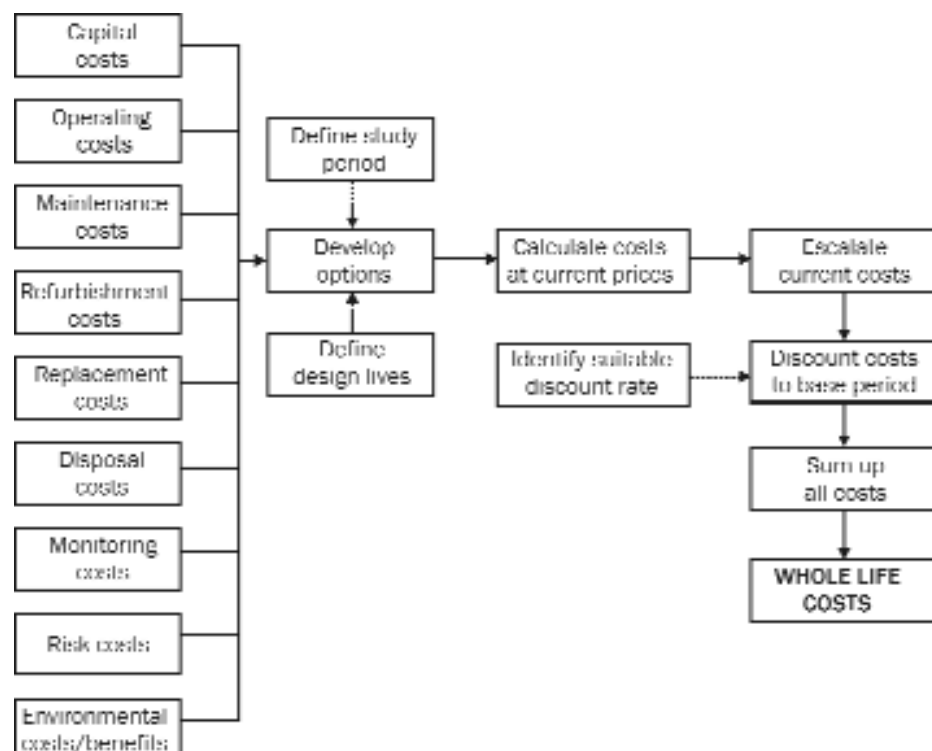 Capital
costs
Operating
costs
Maintenance
costs
Refurbishment
costs
Replacement
costs
Disposal
costs
Monitoring
costs
Risk costs
Environmental
costs/benefits
Define study
period
Develop
options
Define
design lives
Calculate costs
at current prices
Identify suitable
discount rate
Escalate
current costs
Discount costs
to base period
Sum up
all costs
WHOLE LIFE
COSTS